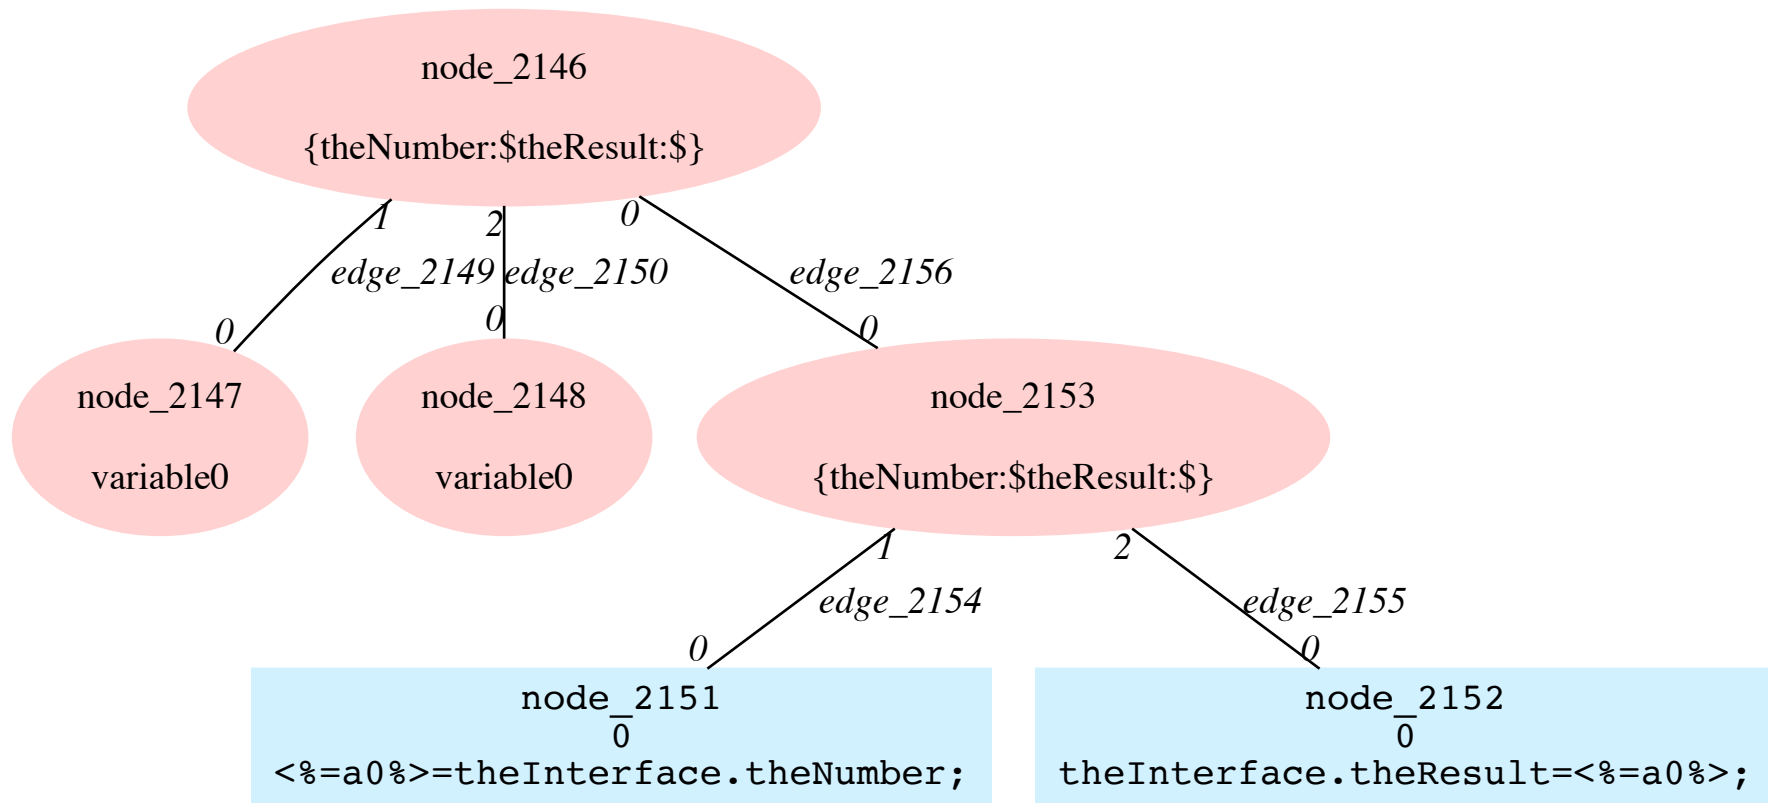 node_2146
{theNumber:$theResult:$}
1
2
0
edge_2149
edge_2150
edge_2156
0
0
0
node_2147
variable0
node_2148
variable0
node_2153
{theNumber:$theResult:$}
1
2
edge_2154
edge_2155
0
0
node_2151
0
<%=a0%>=theInterface.theNumber;
node_2152
0
theInterface.theResult=<%=a0%>;